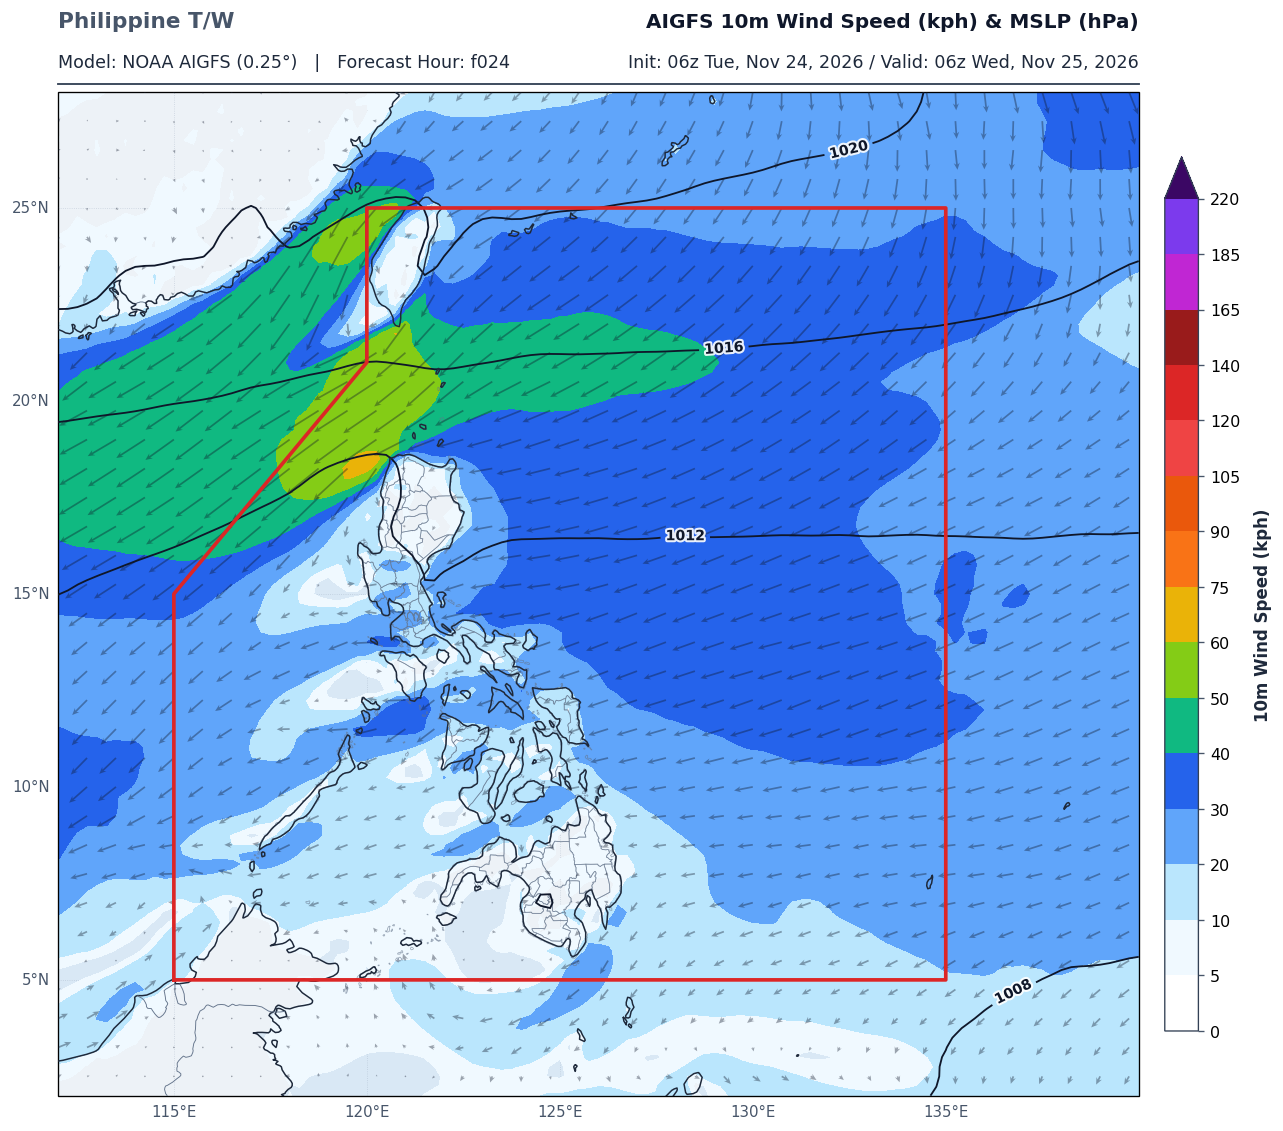 Philippine T/W
AIGFS 10m Wind Speed (kph) & MSLP (hPa)
Model: NOAA AIGFS (0.25°) | Forecast Hour: f024
Init: 06z Tue, Nov 24, 2026 / Valid: 06z Wed, Nov 25, 2026
1020
1016
1012
1008
25°N
20°N
15°N
10°N
5°N
115°E
120°E
125°E
130°E
135°E
220
185
165
140
120
105
90
75
60
50
40
30
20
10
5
0
10m Wind Speed (kph)